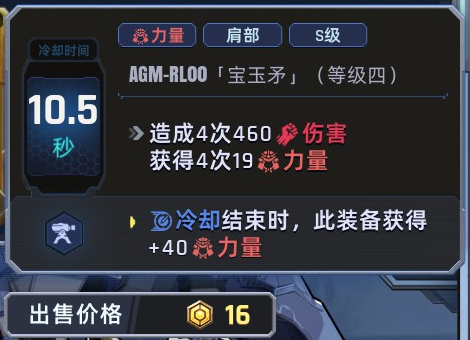 力量 肩部 S级
冷却时间
10.5
秒
AGM-RL00「宝玉矛」（等级四）
造成4次460伤害
获得4次19力量
冷却结束时，此装备获得
+40力量
出售价格 16